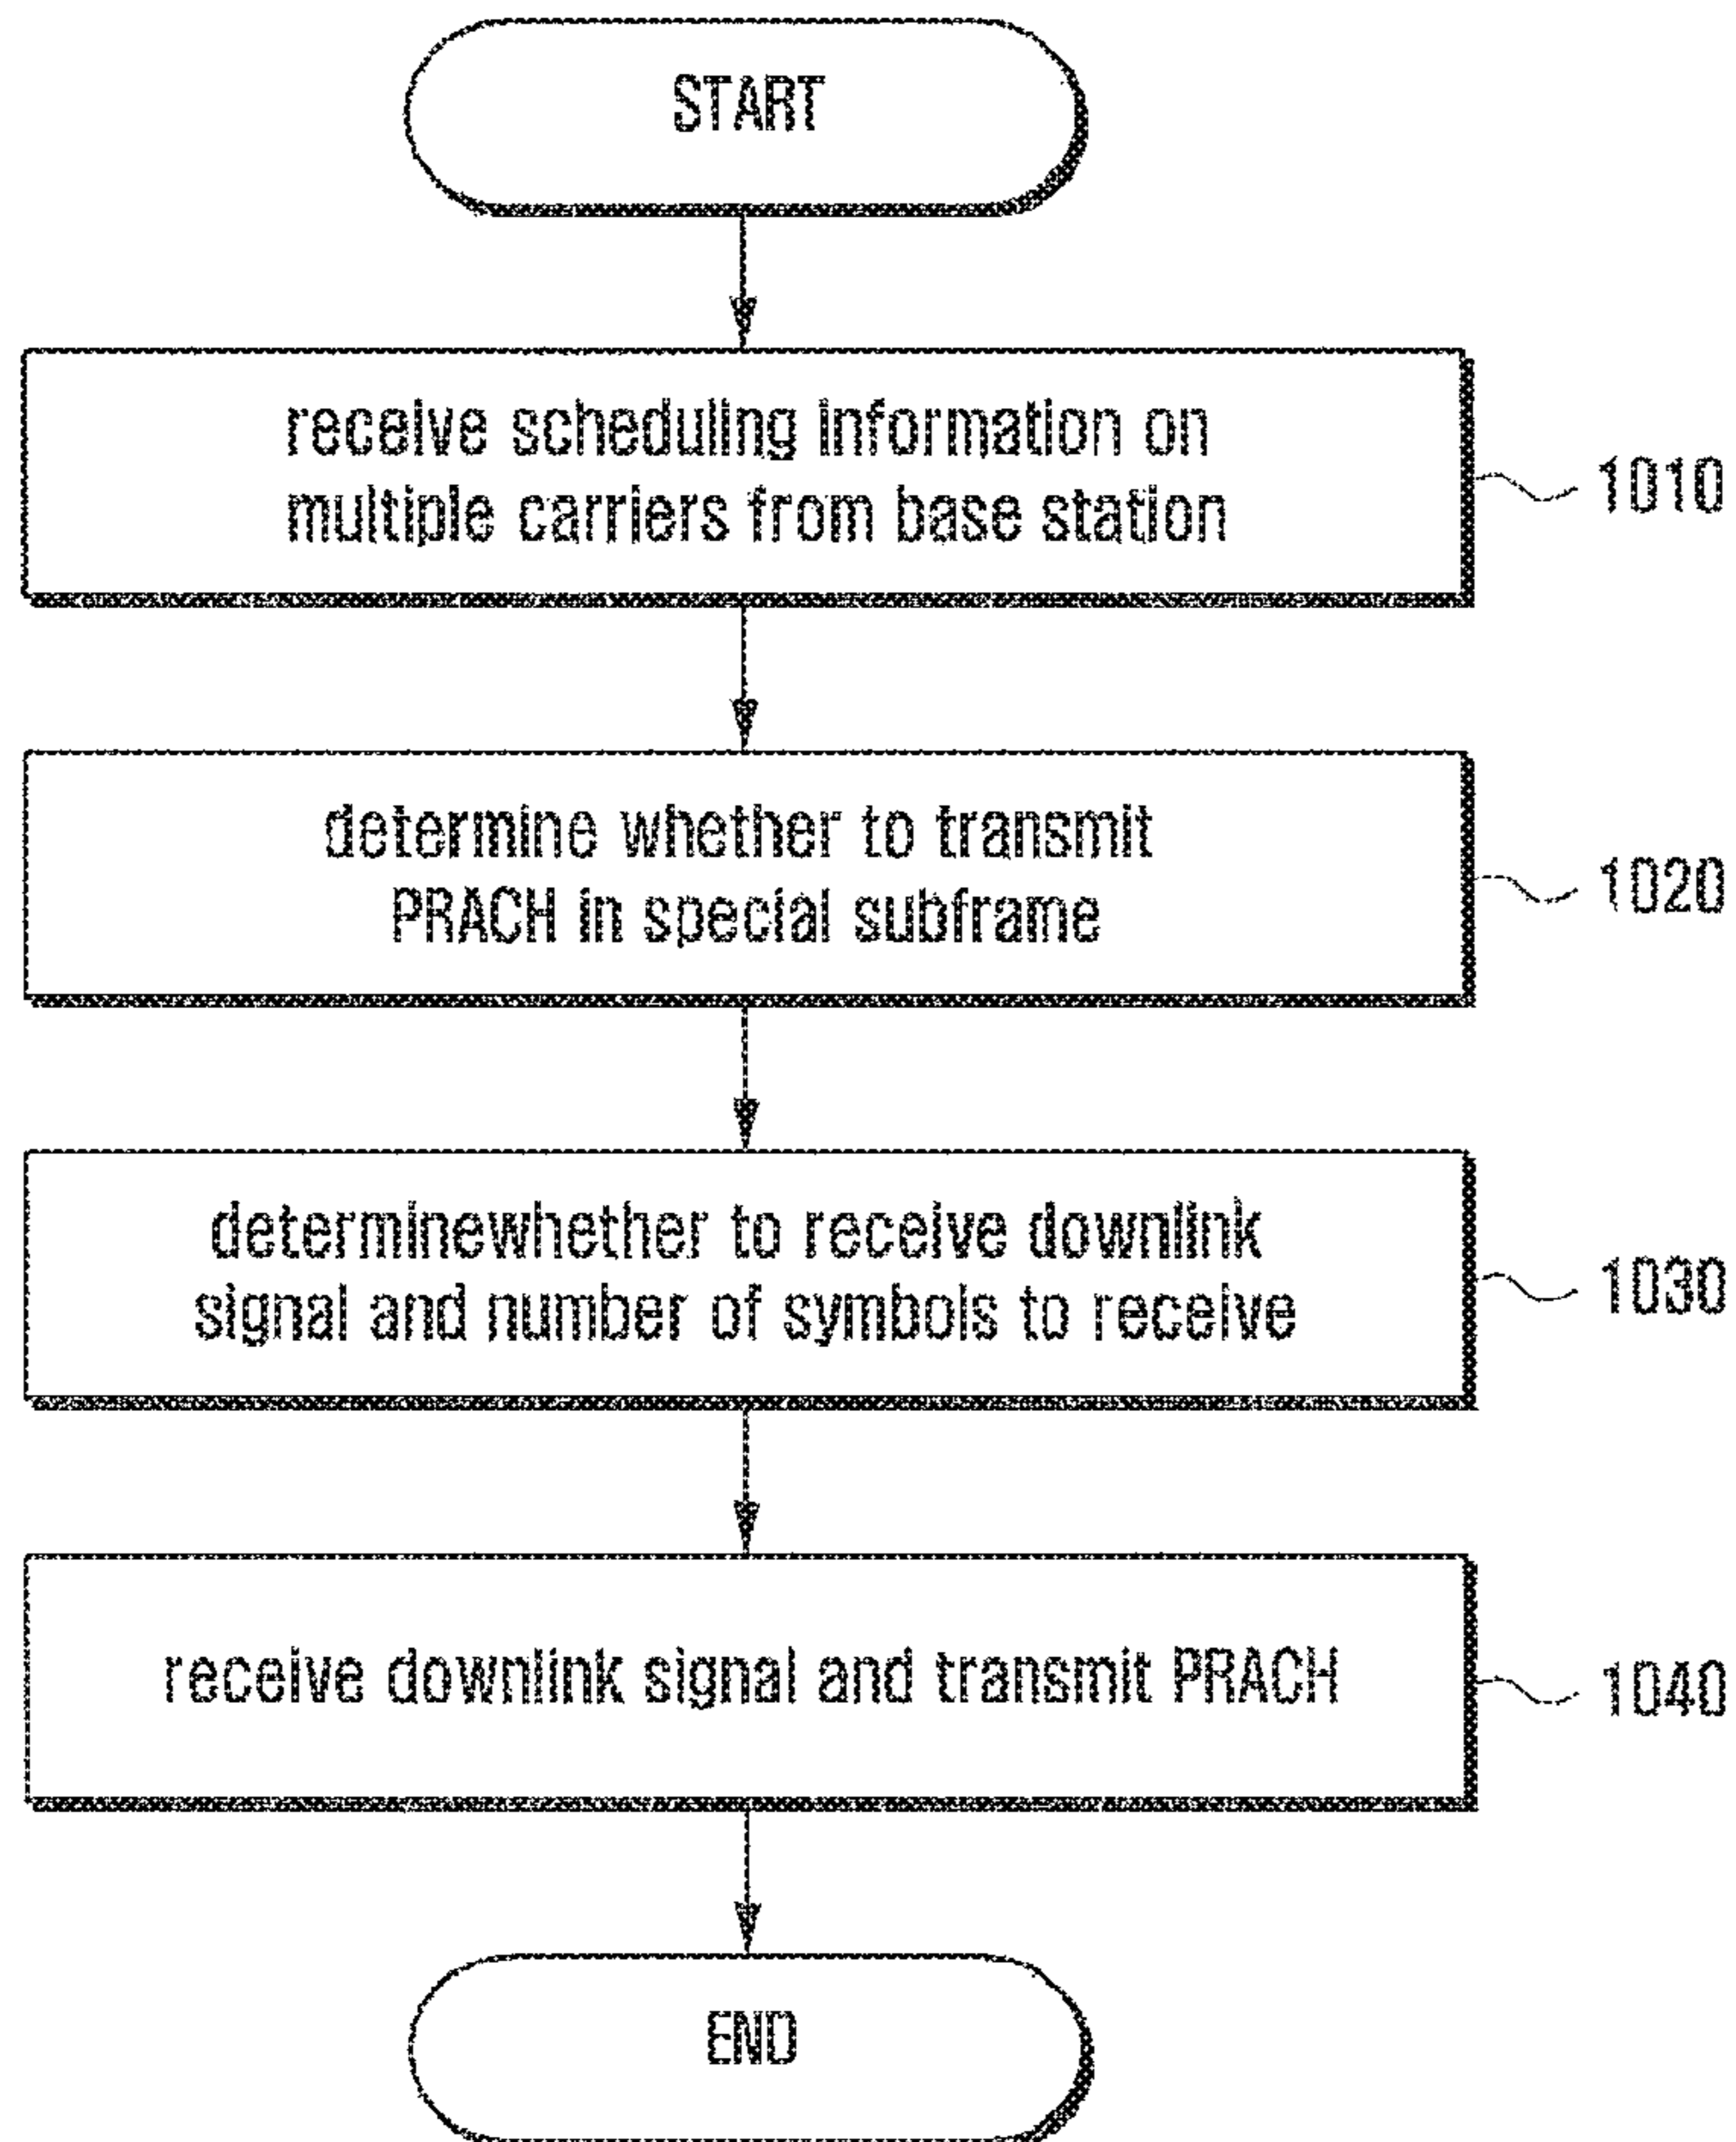 START
receive scheduling information on
multiple carriers from base station
1010
determine whether to transmit
PRACH in special subframe
1020
determinewhether to receive downlink
signal and number of symbols to receive
1030
receive downlink signal and transmit PRACH
1040
END